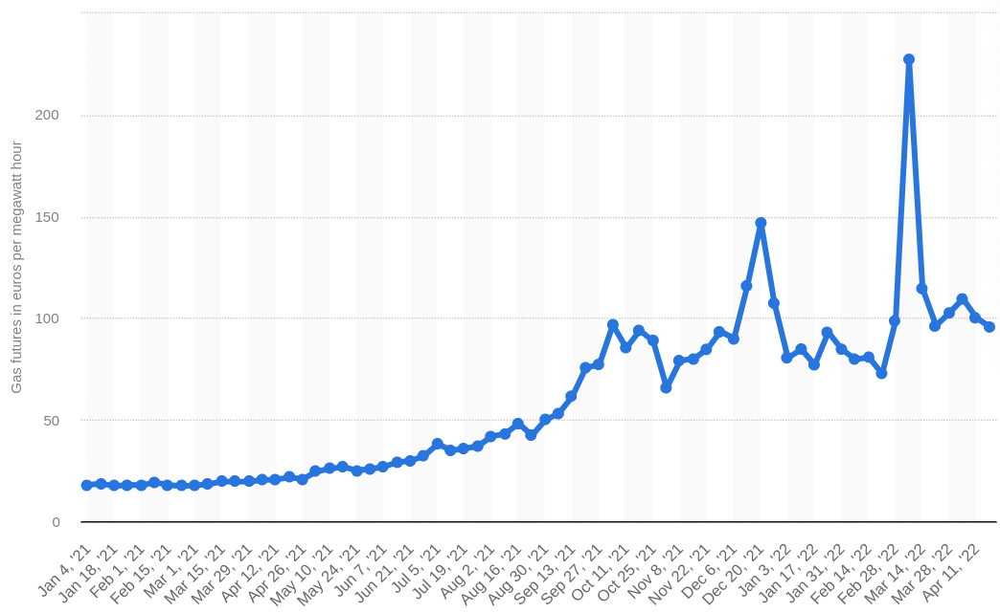 Gas futures in euros per megawatt hour
200
150
100
50
0
Jan 4, '21
Jan 18, '21
Feb 1, '21
Feb 15, '21
Mar 1, '21
Mar 15, '21
Mar 29, '21
Apr 12, '21
Apr 26, '21
May 10, '21
May 24, '21
Jun 7, '21
Jun 21, '21
Jul 5, '21
Jul 19, '21
Aug 2, '21
Aug 16, '21
Aug 30, '21
Sep 13, '21
Sep 27, '21
Oct 11, '21
Oct 25, '21
Nov 8, '21
Nov 22, '21
Dec 6, '21
Dec 20, '21
Jan 3, '22
Jan 17, '22
Jan 31, '22
Feb 14, '22
Feb 28, '22
Mar 14, '22
Mar 28, '22
Apr 11, '22